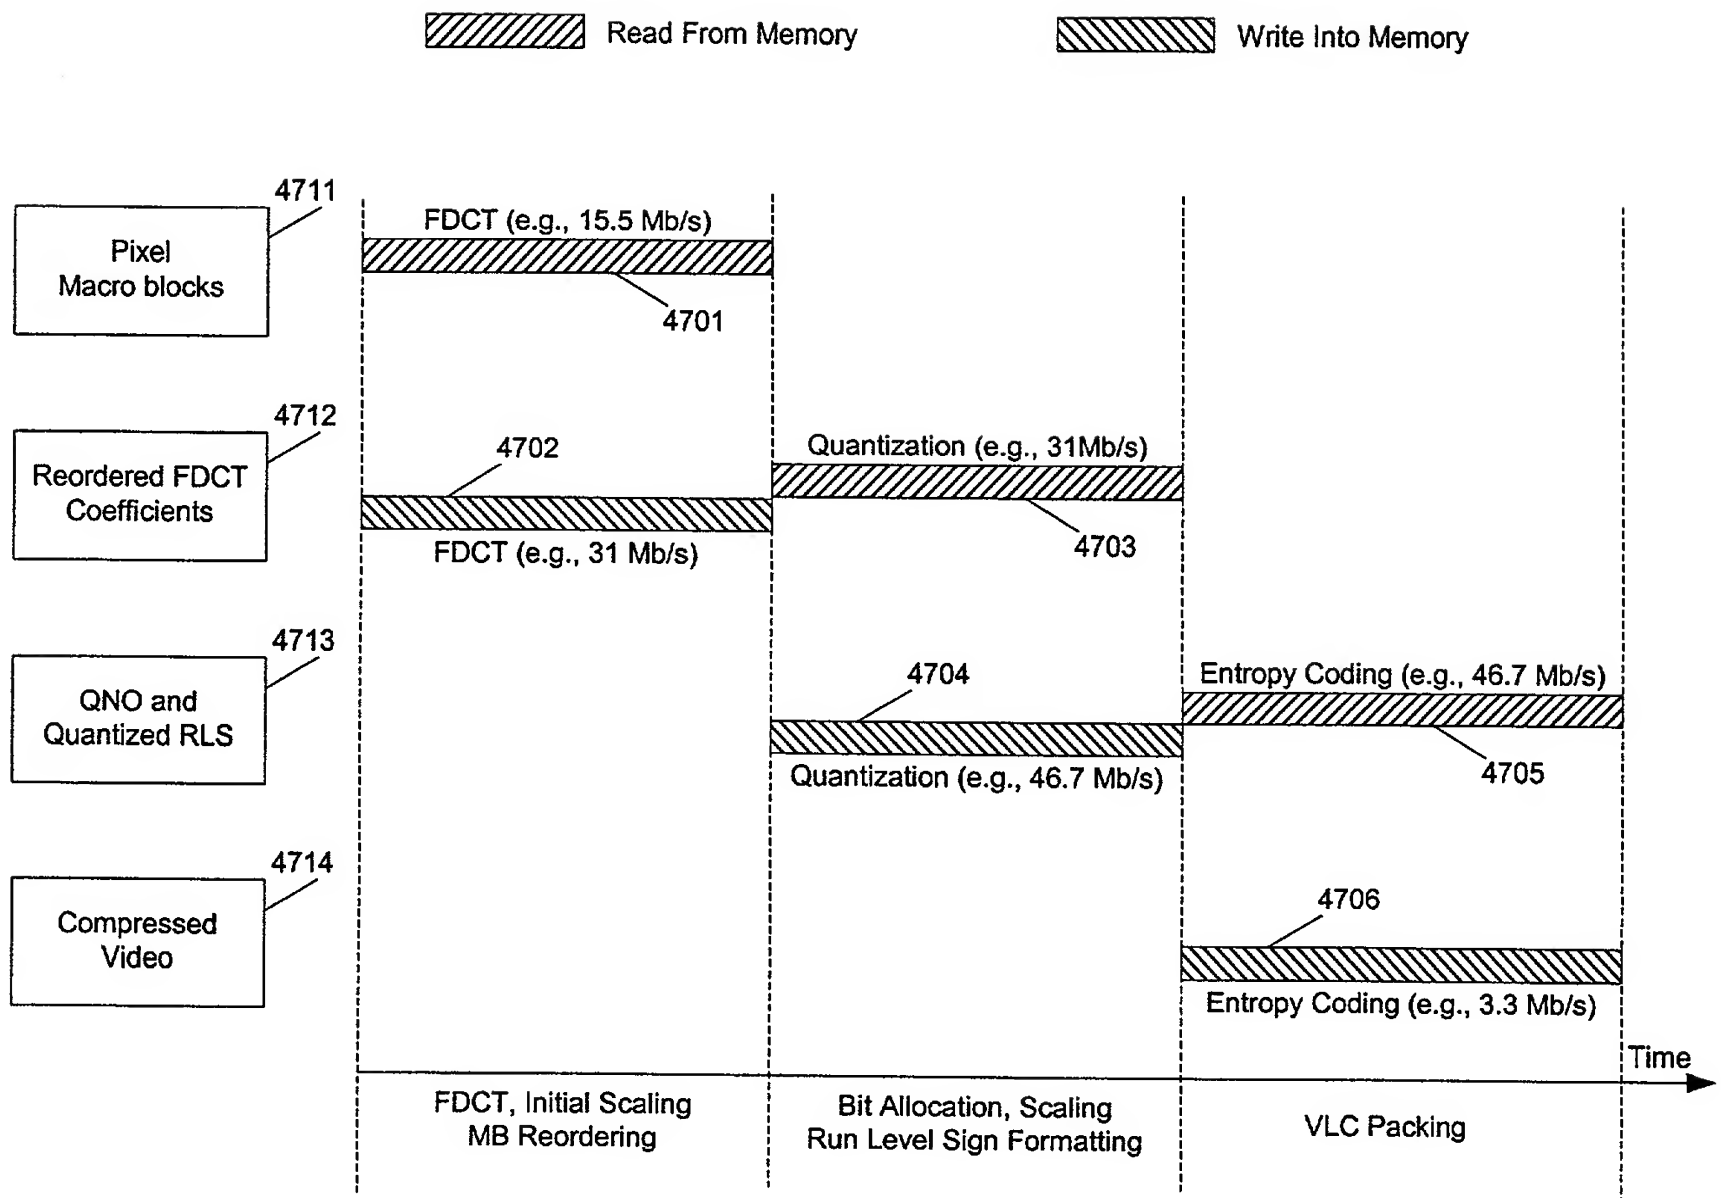 Read From Memory
Write Into Memory
4711
Pixel
Macro blocks
FDCT (e.g., 15.5 Mb/s)
4701
4712
Reordered FDCT
Coefficients
4702
FDCT (e.g., 31 Mb/s)
Quantization (e.g., 31Mb/s)
4703
4713
QNO and
Quantized RLS
4704
Quantization (e.g., 46.7 Mb/s)
Entropy Coding (e.g., 46.7 Mb/s)
4705
4714
Compressed
Video
4706
Entropy Coding (e.g., 3.3 Mb/s)
Time
FDCT, Initial Scaling
MB Reordering
Bit Allocation, Scaling
Run Level Sign Formatting
VLC Packing